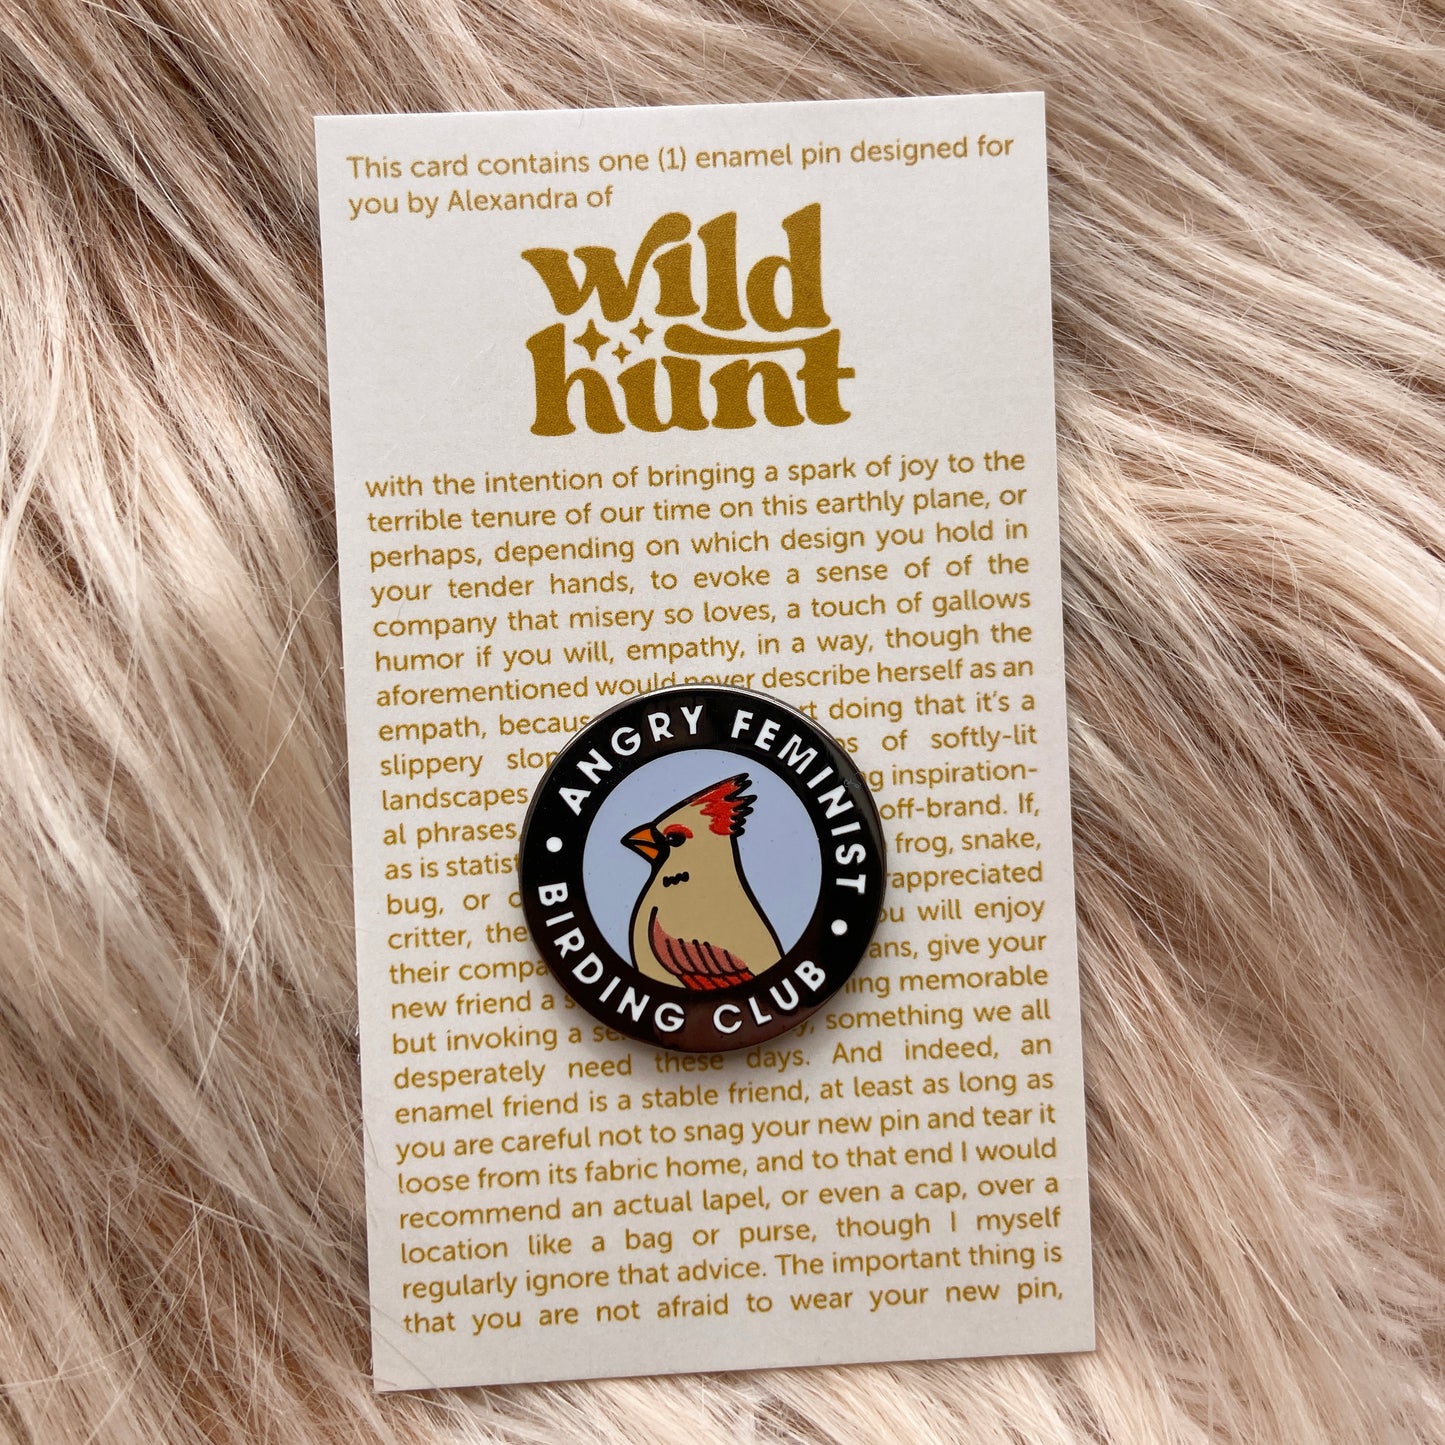 This card contains one (1) enamel pin designed for
you by Alexandra of
wild
hunt
with the intention of bringing a spark of joy to the
terrible tenure of our time on this earthly plane, or
perhaps, depending on which design you hold in
your tender hands, to evoke a sense of of the
company that misery so loves, a touch of gallows
humor if you will, empathy, in a way, though the
aforementioned would never describe herself as an
empath, doing that it's a
slippery of softly-lit
landscapes inspiration-
al phrases, off-brand. If,
as is frog, snake,
bug, or
critter, will enjoy
their give your
new friend a memorable
but invoking a something we all
desperately need these days. And indeed, an
enamel friend is a stable friend, at least as long as
you are careful not to snag your new pin and tear it
loose from its fabric home, and to that end I would
recommend an actual lapel, or even a cap, over a
location like a bag or purse, though I myself
regularly ignore that advice. The important thing is
that you are not afraid to wear your new pin,
• ANGRY FEMINIST •
BIRDING CLUB